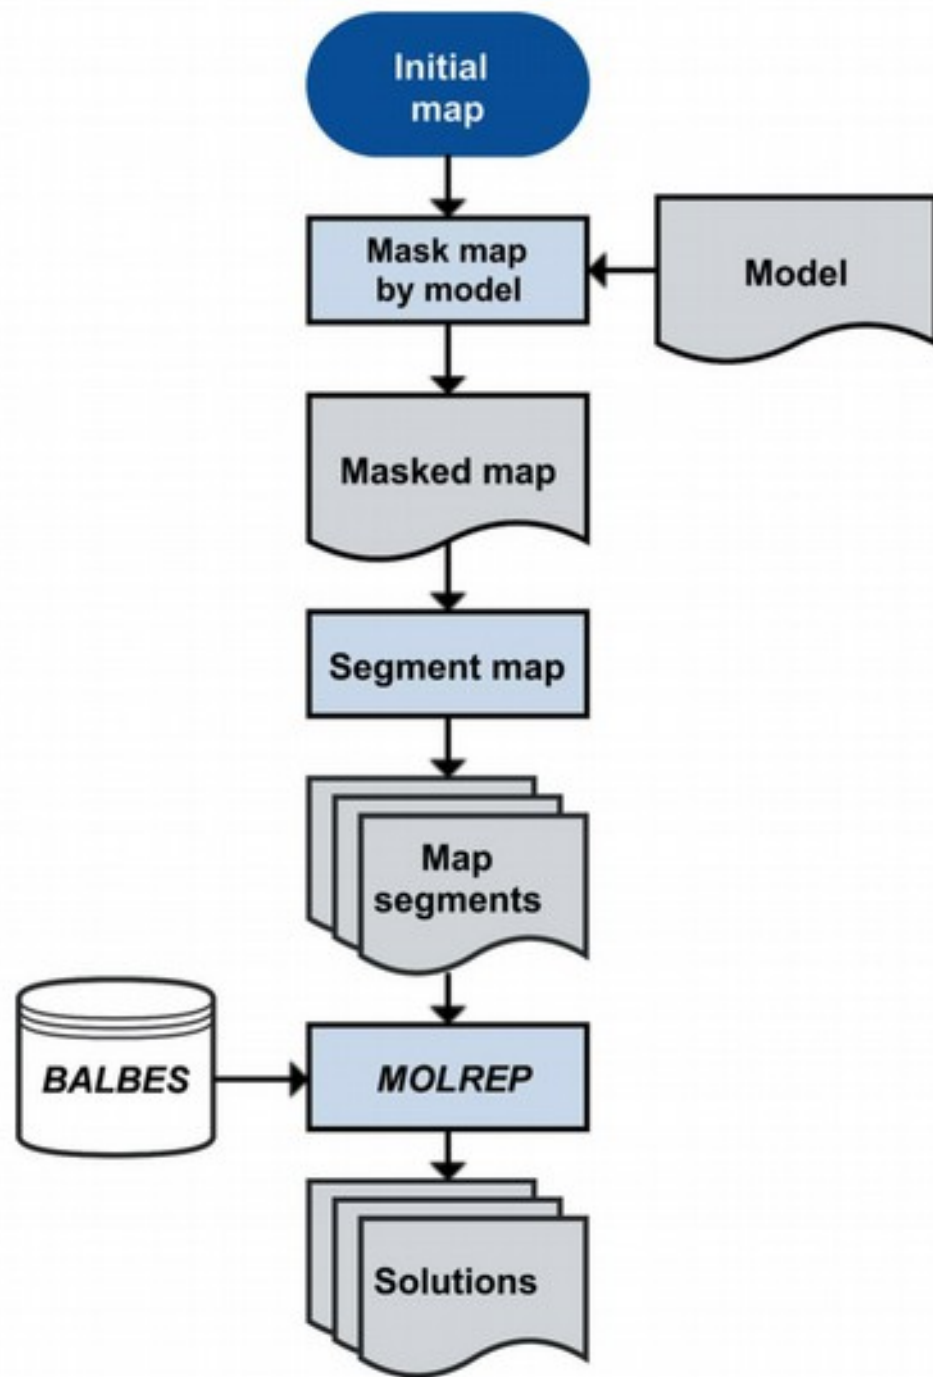 Initial
map
Mask map
by model
Model
Masked map
Segment map
Map
segments
BALBES
MOLREP
Solutions